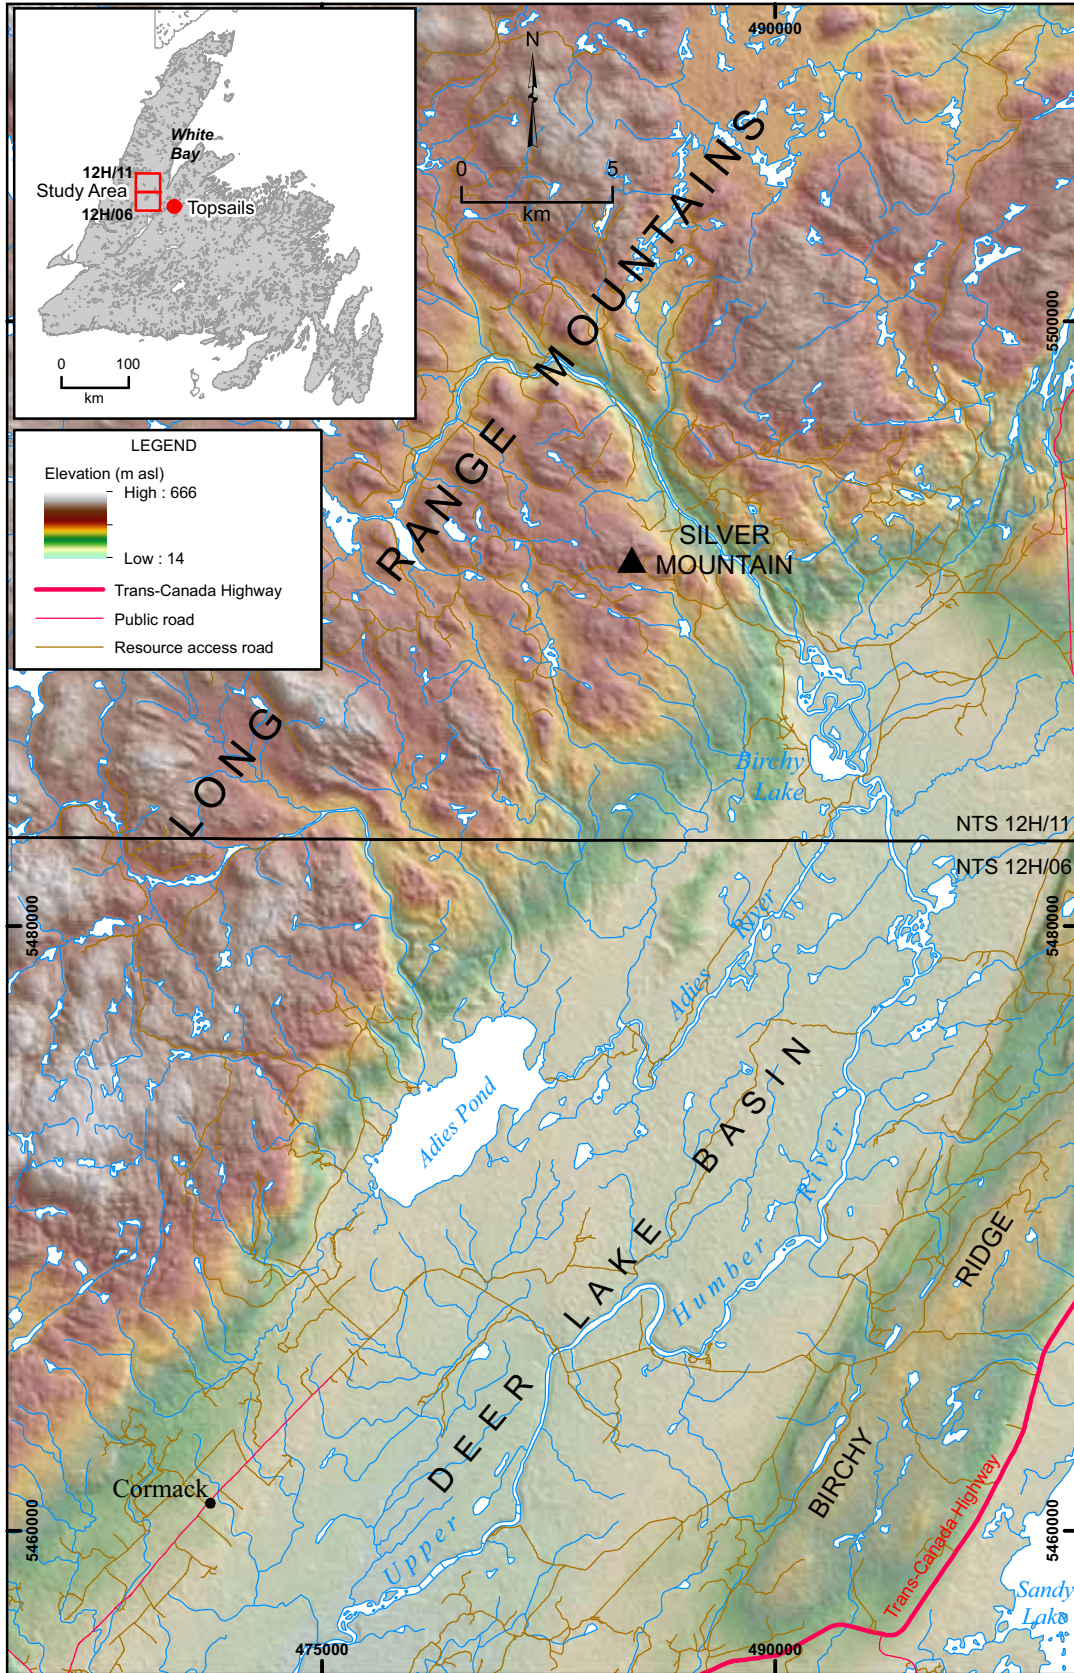 490000
N
0 5
km
White
Bay
12H/11
Study Area
12H/06
Topsails
0 100
km
LEGEND
Elevation (m asl)
High : 666
Low : 14
Trans-Canada Highway
Public road
Resource access road
LONG RANGE MOUNTAINS
5500000
SILVER
MOUNTAIN
Birchy
Lake
NTS 12H/11
NTS 12H/06
5480000
5480000
Adies River
Adies Pond
DEER LAKE BASIN
Upper Humber River
BIRCHY RIDGE
Cormack
Trans-Canada Highway
5460000
5460000
Sandy
Lake
475000
490000